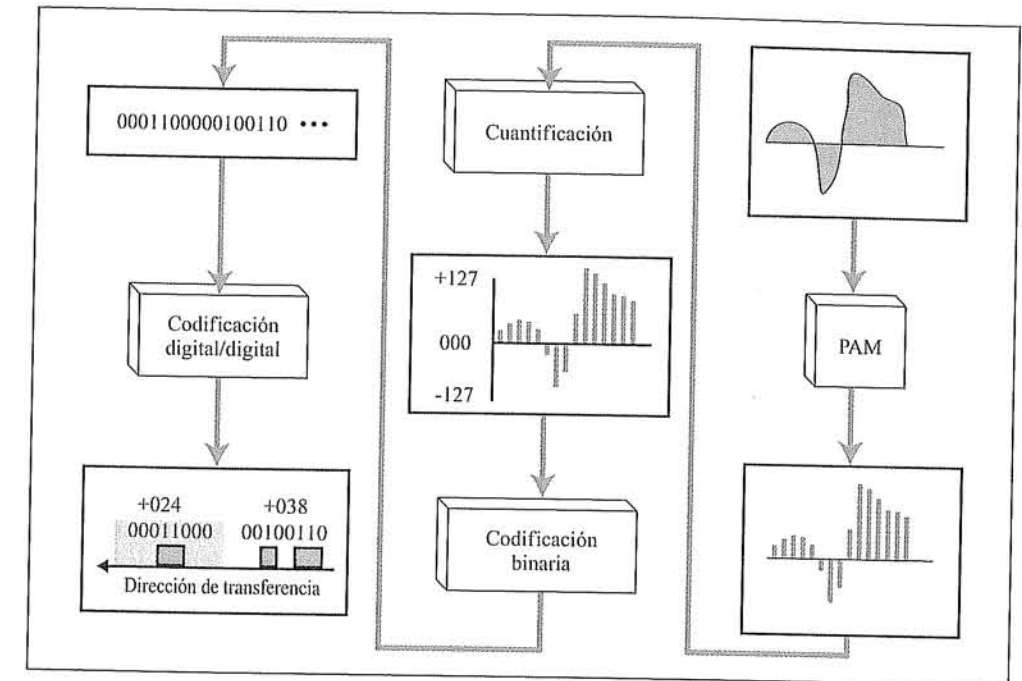 0001100000100110 •••
Codificación
digital/digital
+024 +038
00011000 00100110
Dirección de transferencia
Cuantificación
+127
000
-127
Codificación
binaria
PAM